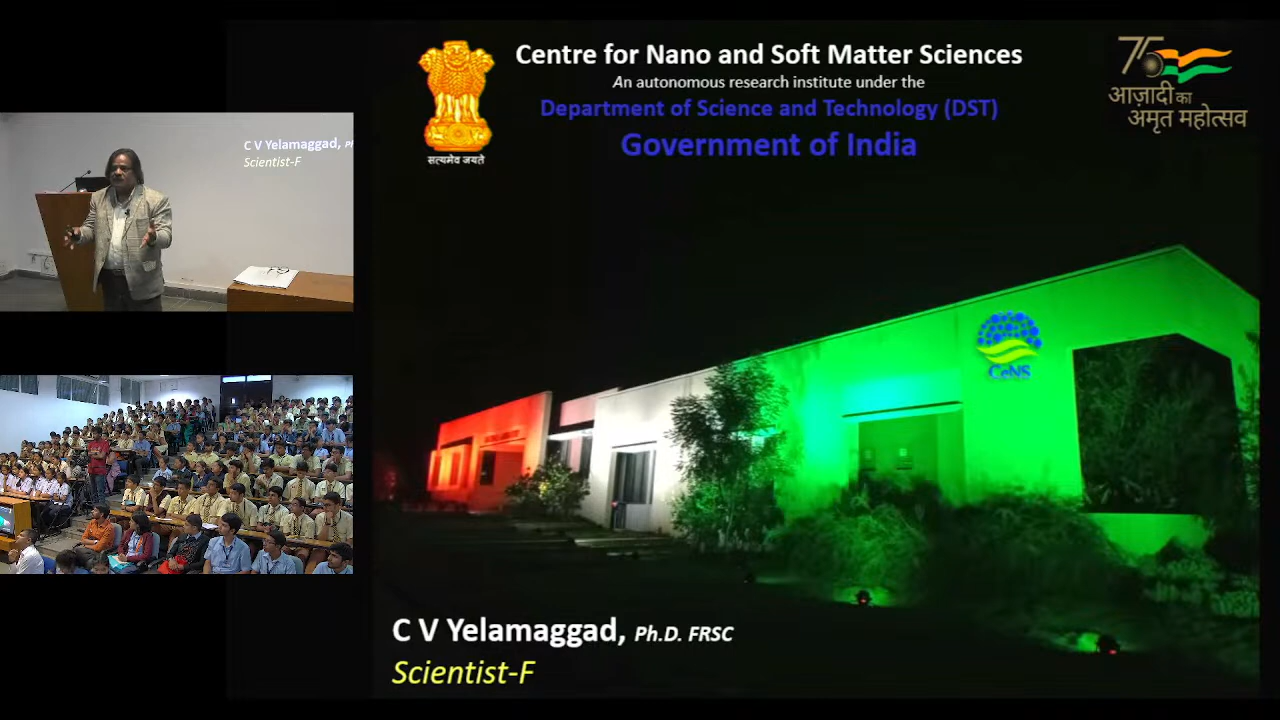 Centre for Nano and Soft Matter Sciences
An autonomous research institute under the
Department of Science and Technology (DST)
Government of India
सत्यमेव जयते
75
आज़ादी का
अमृत महोत्सव
C V Yelamaggad,
Scientist-F
CeNS
C V Yelamaggad, Ph.D. FRSC
Scientist-F